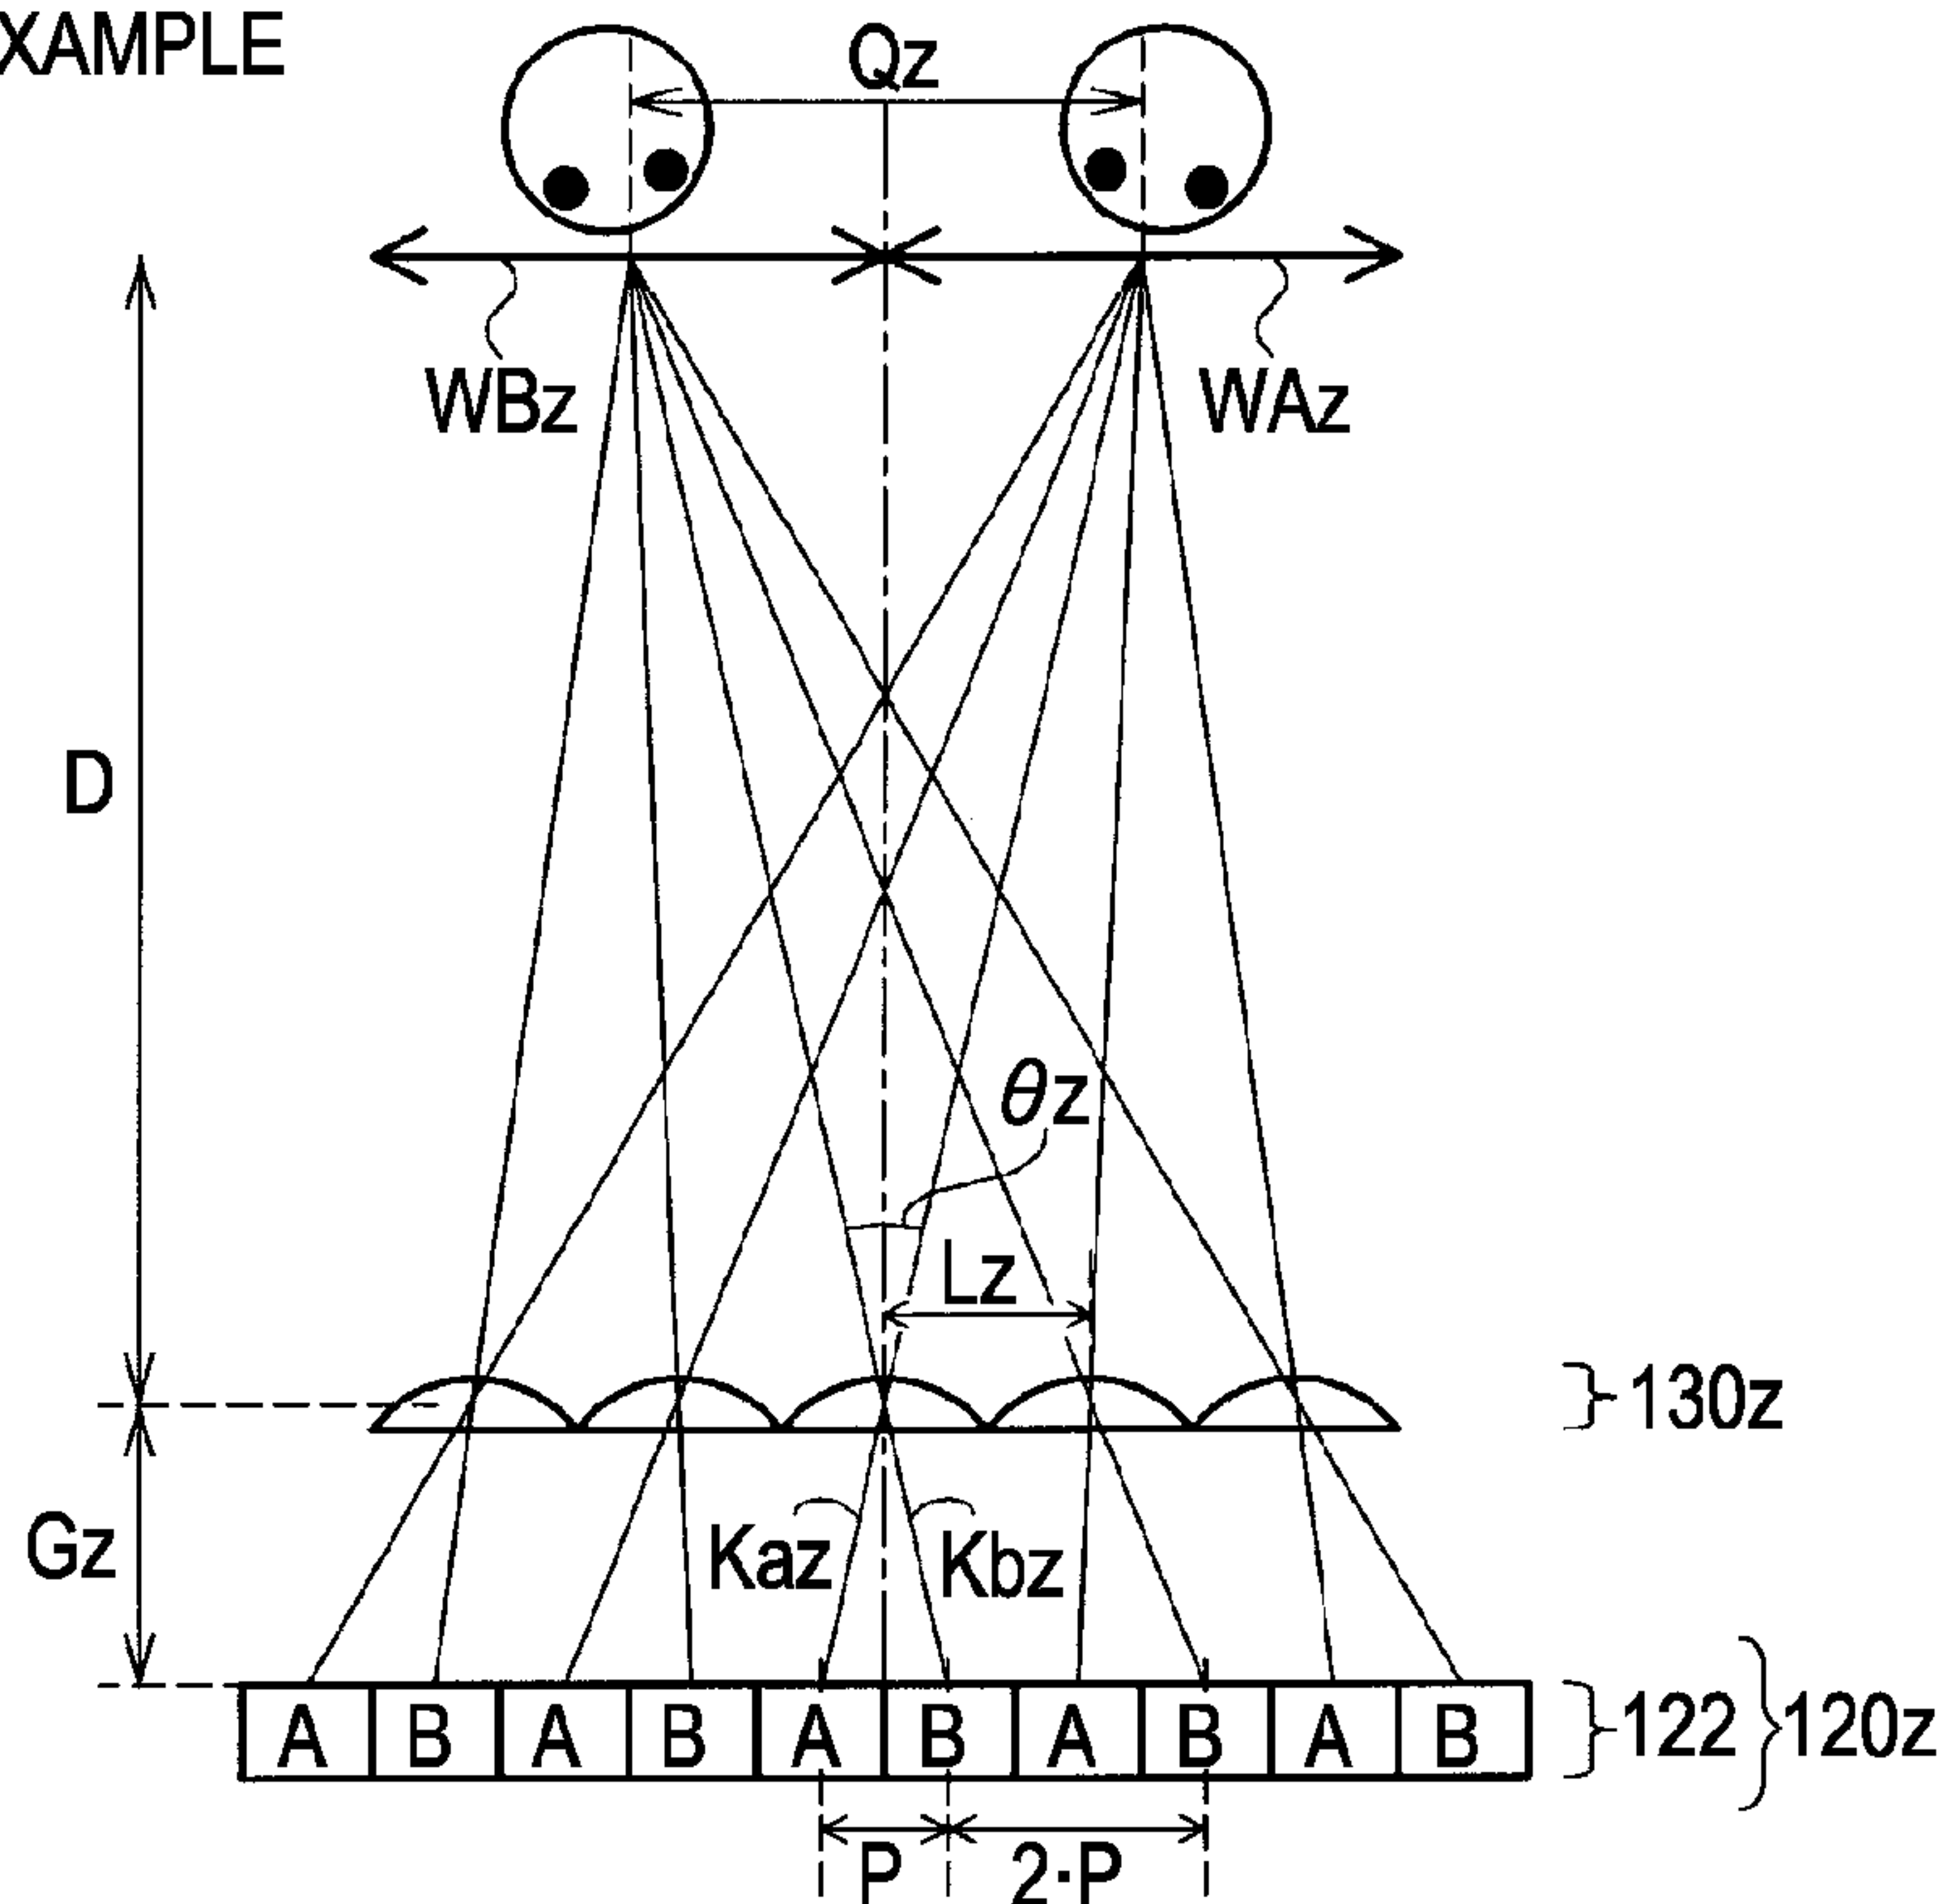 XAMPLE
Qz
WBz
WAz
D
θz
Lz
130z
Gz
Kaz
Kbz
A B A B A B A B A B
122
120z
P
2·P